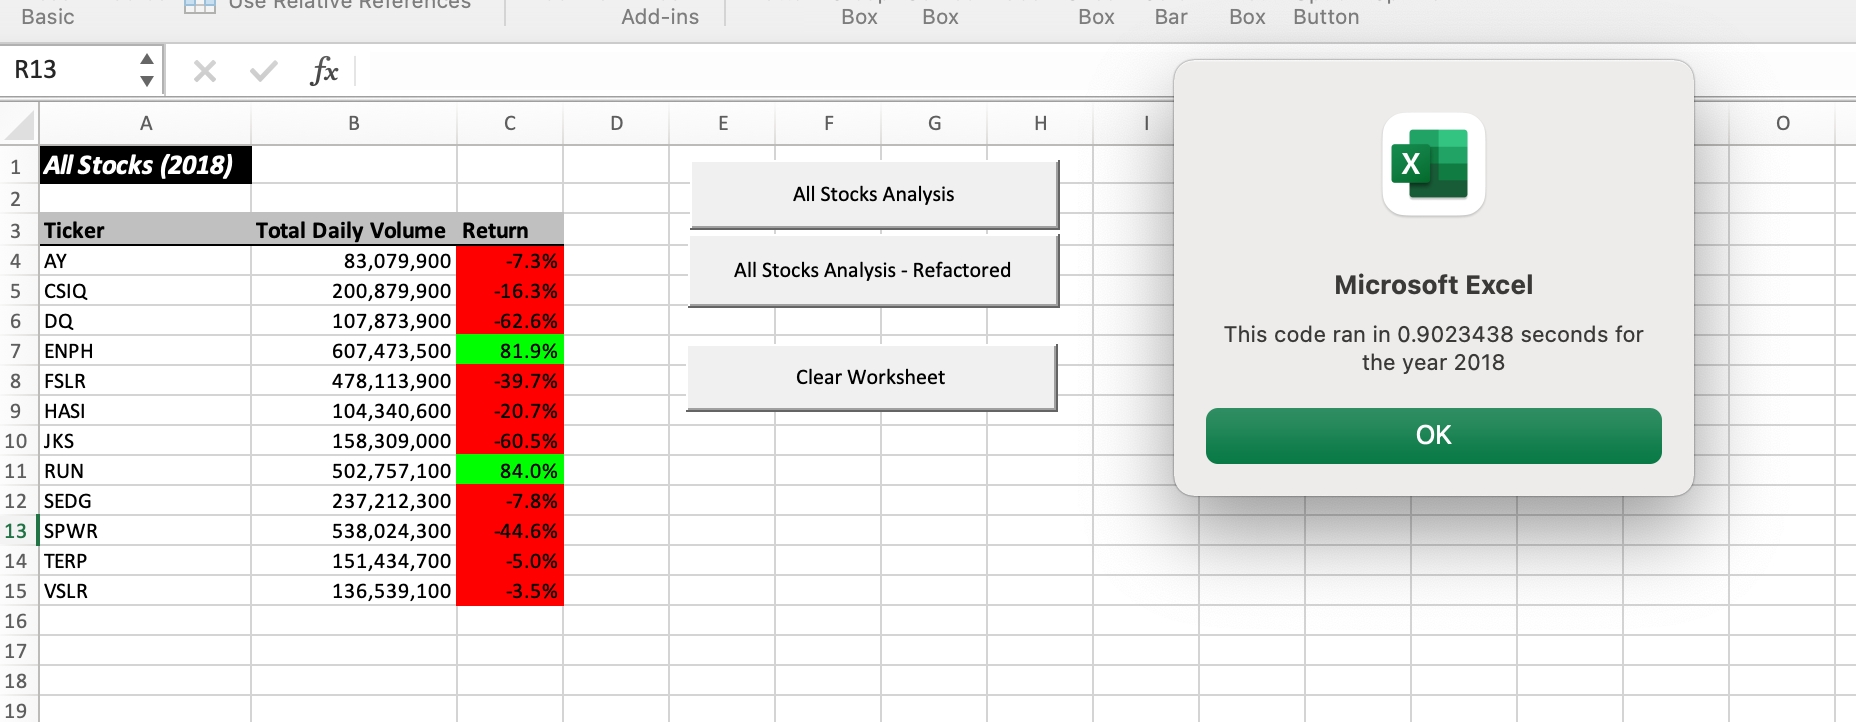 Use Relative References
Basic
Add-ins
Box
Box
Box
Bar
Box
Button
R13
fx
A B C D E F G H I O
1 All Stocks (2018)
2
3 Ticker Total Daily Volume Return
4 AY 83,079,900 -7.3%
5 CSIQ 200,879,900 -16.3%
6 DQ 107,873,900 -62.6%
7 ENPH 607,473,500 81.9%
8 FSLR 478,113,900 -39.7%
9 HASI 104,340,600 -20.7%
10 JKS 158,309,000 -60.5%
11 RUN 502,757,100 84.0%
12 SEDG 237,212,300 -7.8%
13 SPWR 538,024,300 -44.6%
14 TERP 151,434,700 -5.0%
15 VSLR 136,539,100 -3.5%
16
17
18
19
All Stocks Analysis
All Stocks Analysis - Refactored
Clear Worksheet
X
Microsoft Excel
This code ran in 0.9023438 seconds for
the year 2018
OK